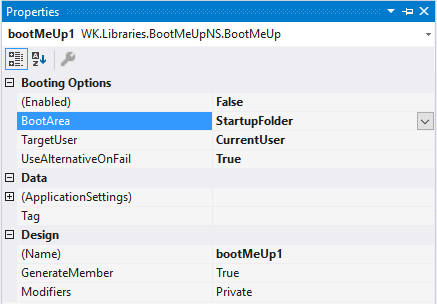 Properties
bootMeUp1 WK.Libraries.BootMeUpNS.BootMeUp
Booting Options
(Enabled) False
BootArea StartupFolder
TargetUser CurrentUser
UseAlternativeOnFail True
Data
(ApplicationSettings)
Tag
Design
(Name) bootMeUp1
GenerateMember True
Modifiers Private